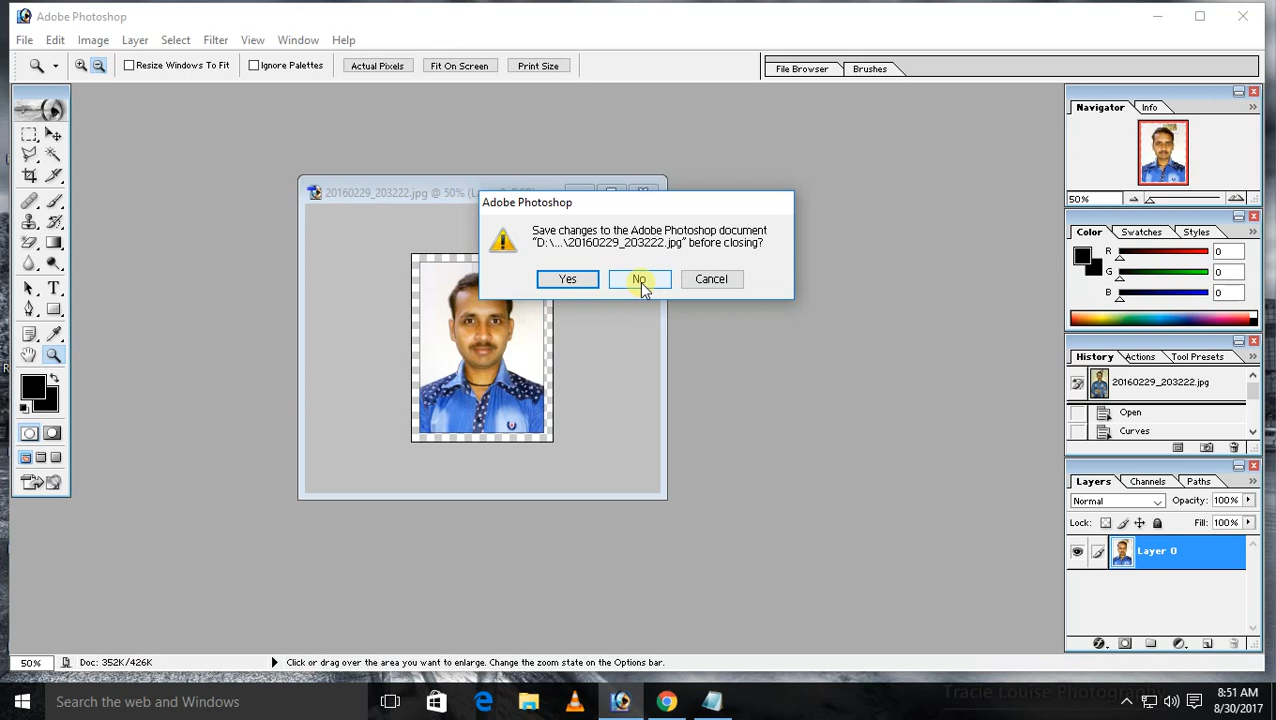 Adobe Photoshop
File Edit Image Layer Select Filter View Window Help
Resize Windows To Fit Ignore Palettes Actual Pixels Fit On Screen Print Size File Browser Brushes
Navigator Info
50%
20160229_203222.jpg @ 50%
Adobe Photoshop
Save changes to the Adobe Photoshop document
"D:\...\20160229_203222.jpg" before closing?
Yes No Cancel
Color Swatches Styles
R 0
G 0
B 0
History Actions Tool Presets
20160229_203222.jpg
Open
Curves
Layers Channels Paths
Normal Opacity: 100%
Lock: Fill: 100%
Layer 0
50% Doc: 352K/426K Click or drag over the area you want to enlarge. Change the zoom state on the Options bar.
Tracie Louise Photography
Search the web and Windows
8:51 AM
8/30/2017